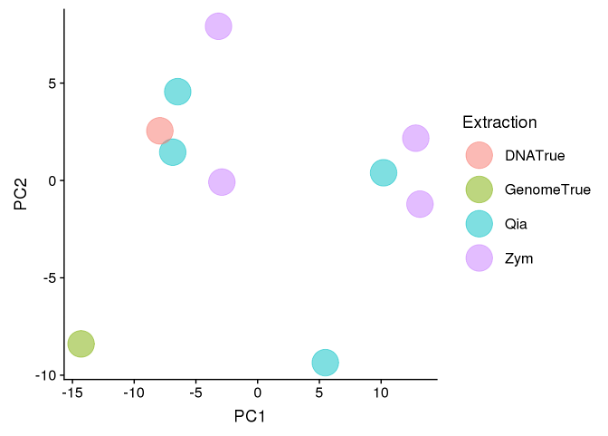 PC2
5
0
-5
-10
-15
-10
-5
0
5
10
PC1
Extraction
DNATrue
GenomeTrue
Qia
Zym